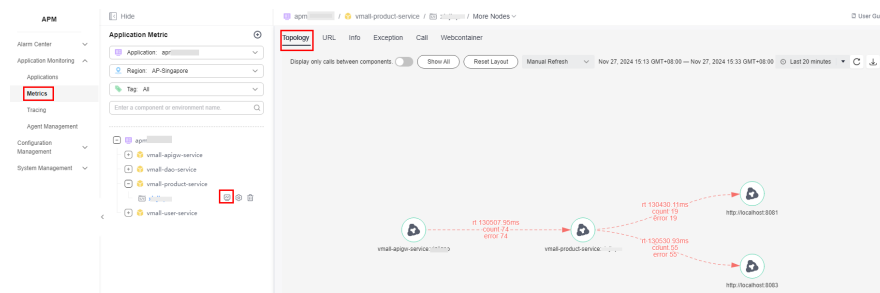 APM
Alarm Center
Application Monitoring
Applications
Metrics
Tracing
Agent Management
Configuration
Management
System Management
Hide
Application Metric
Application: apm
Region: AP-Singapore
Tag: All
Enter a component or environment name.
apm
vmall-apigw-service
vmall-dao-service
vmall-product-service
vmall-user-service
apm / vmall-product-service / / More Nodes
User Gu
Topology URL Info Exception Call Webcontainer
Display only calls between components. Show All Reset Layout Manual Refresh Nov 27, 2024 15:13 GMT+08:00 — Nov 27, 2024 15:33 GMT+08:00 Last 20 minutes
rt 130430 11ms
count 19
error 19
http://localhost:8081
rt 130507 95ms
count 74
error 74
vmall-apigw-service:
vmall-product-service:
rt 130530 93ms
count 55
error 55
http://localhost:8083